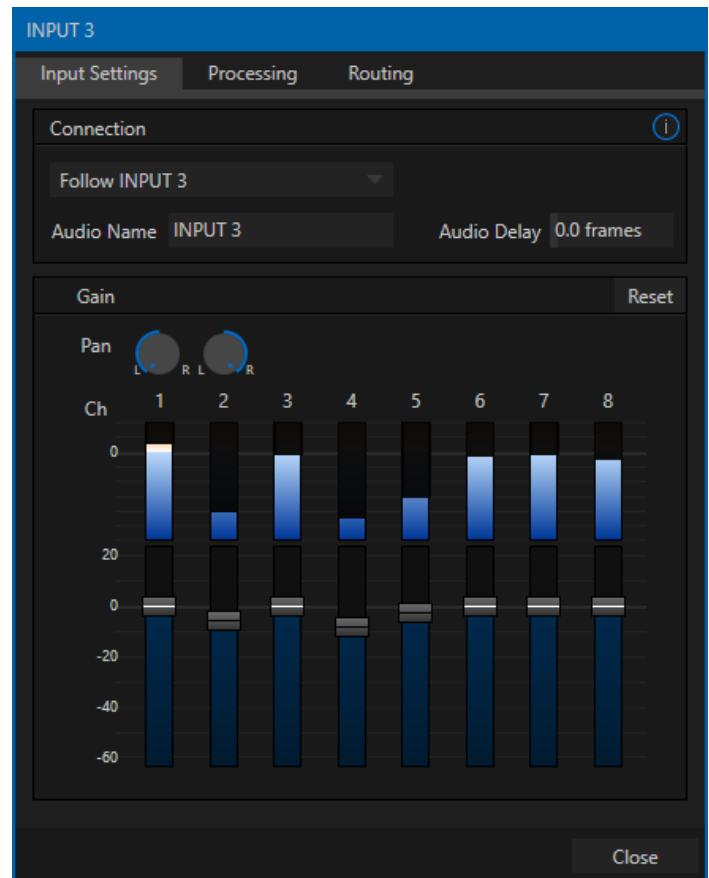 INPUT 3
Input Settings Processing Routing
Connection i
Follow INPUT 3
Audio Name INPUT 3 Audio Delay 0.0 frames
Gain Reset
Pan L R L R
Ch 1 2 3 4 5 6 7 8
0
20
0
-20
-40
-60
Close